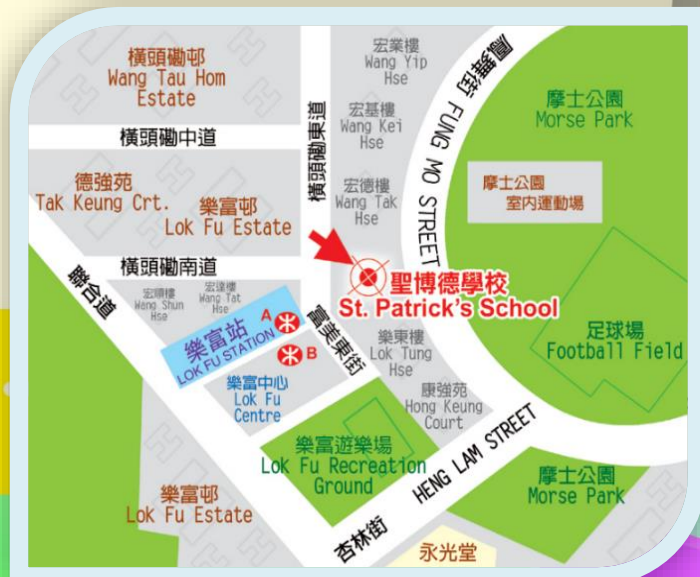 橫頭磡邨
Wang Tau Hom
Estate
宏業樓
Wang Yip
Hse
鳳舞街 FUNG MO STREET
摩士公園
Morse Park
橫頭磡中道
橫頭磡東道
宏基樓
Wang Kei
Hse
德強苑
Tak Keung Crt.
樂富邨
Lok Fu Estate
宏德樓
Wang Tak
Hse
摩士公園
室內運動場
聯合道
橫頭磡南道
聖博德學校
St. Patrick's School
宏順樓
Wang Shun
Hse
宏達樓
Wang Tat
Hse
樂富站
LOK FU STATION
A
B
富美東街
樂東樓
Lok Tung
Hse
足球場
Football Field
樂富中心
Lok Fu
Centre
康強苑
Hong Keung
Court
樂富遊樂場
Lok Fu Recreation
Ground
杏林街
HENG LAM STREET
摩士公園
Morse Park
樂富邨
Lok Fu Estate
永光堂